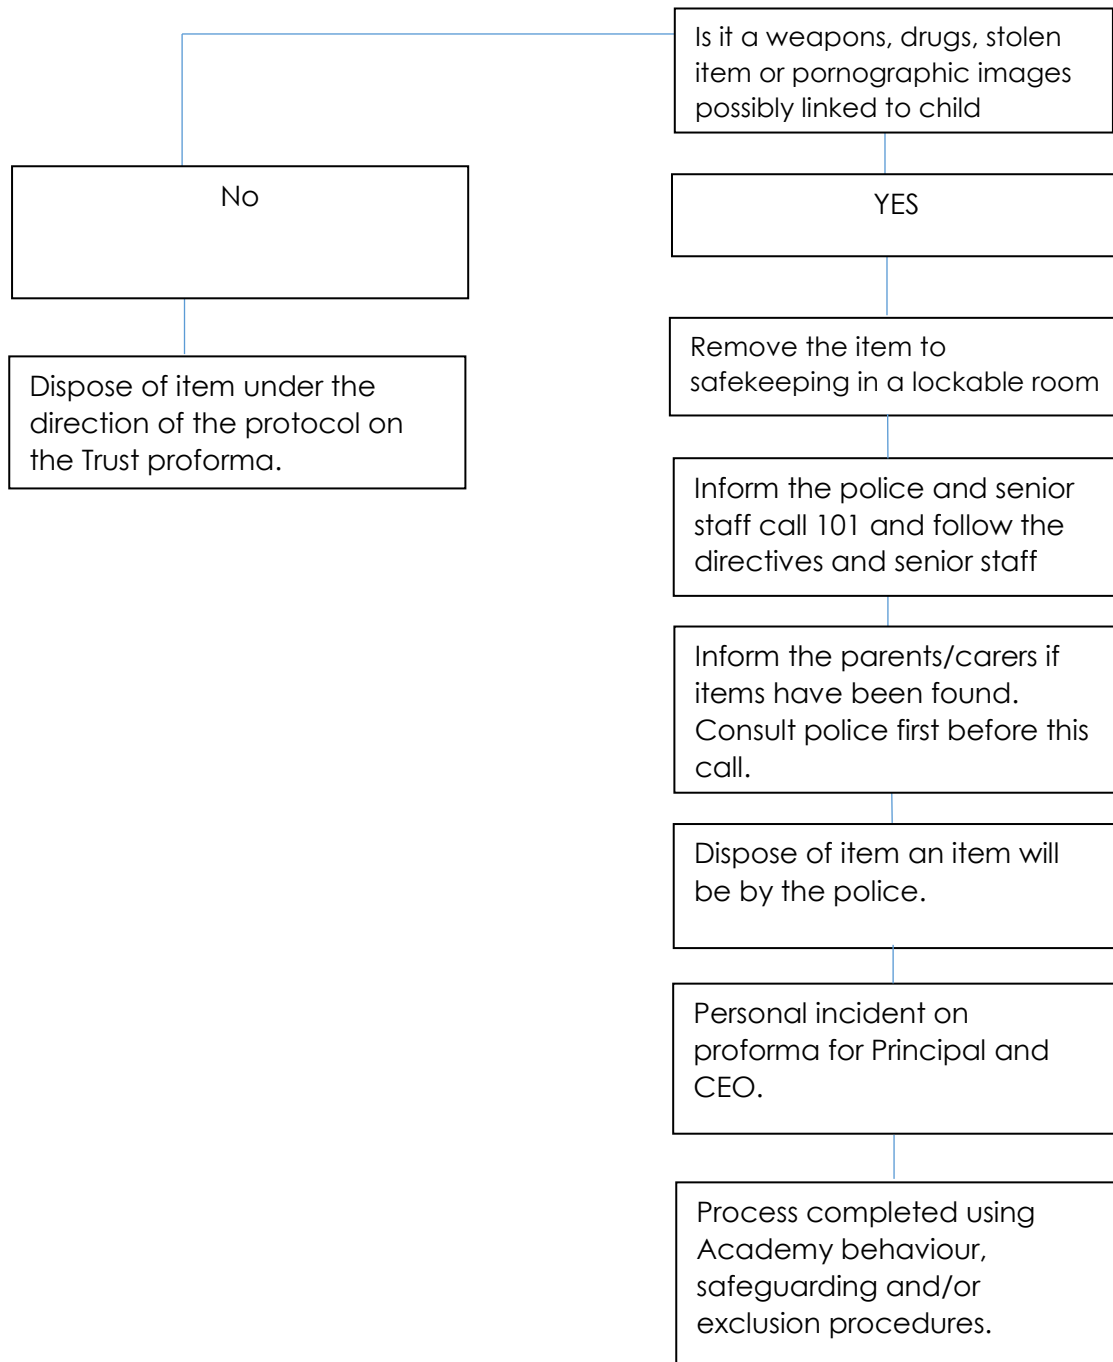 Is it a weapons, drugs, stolen
item or pornographic images
possibly linked to child
No
YES
Dispose of item under the
direction of the protocol on
the Trust proforma.
Remove the item to
safekeeping in a lockable room
Inform the police and senior
staff call 101 and follow the
directives and senior staff
Inform the parents/carers if
items have been found.
Consult police first before this
call.
Dispose of item an item will
be by the police.
Personal incident on
proforma for Principal and
CEO.
Process completed using
Academy behaviour,
safeguarding and/or
exclusion procedures.